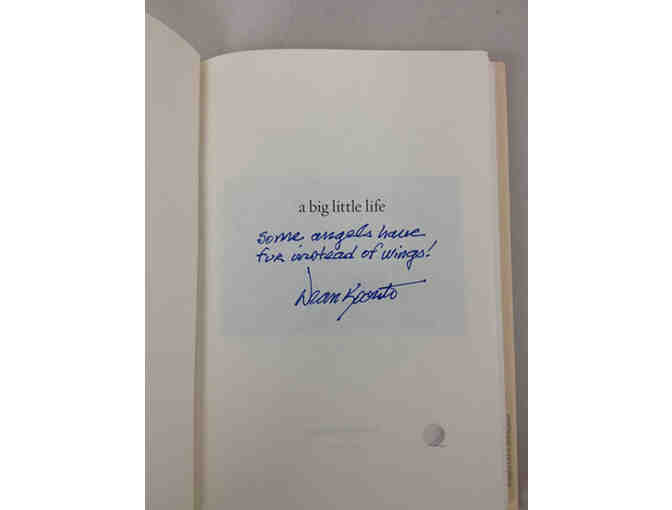 a big little life
Some angels have
fur instead of wings!
Dean Koontz